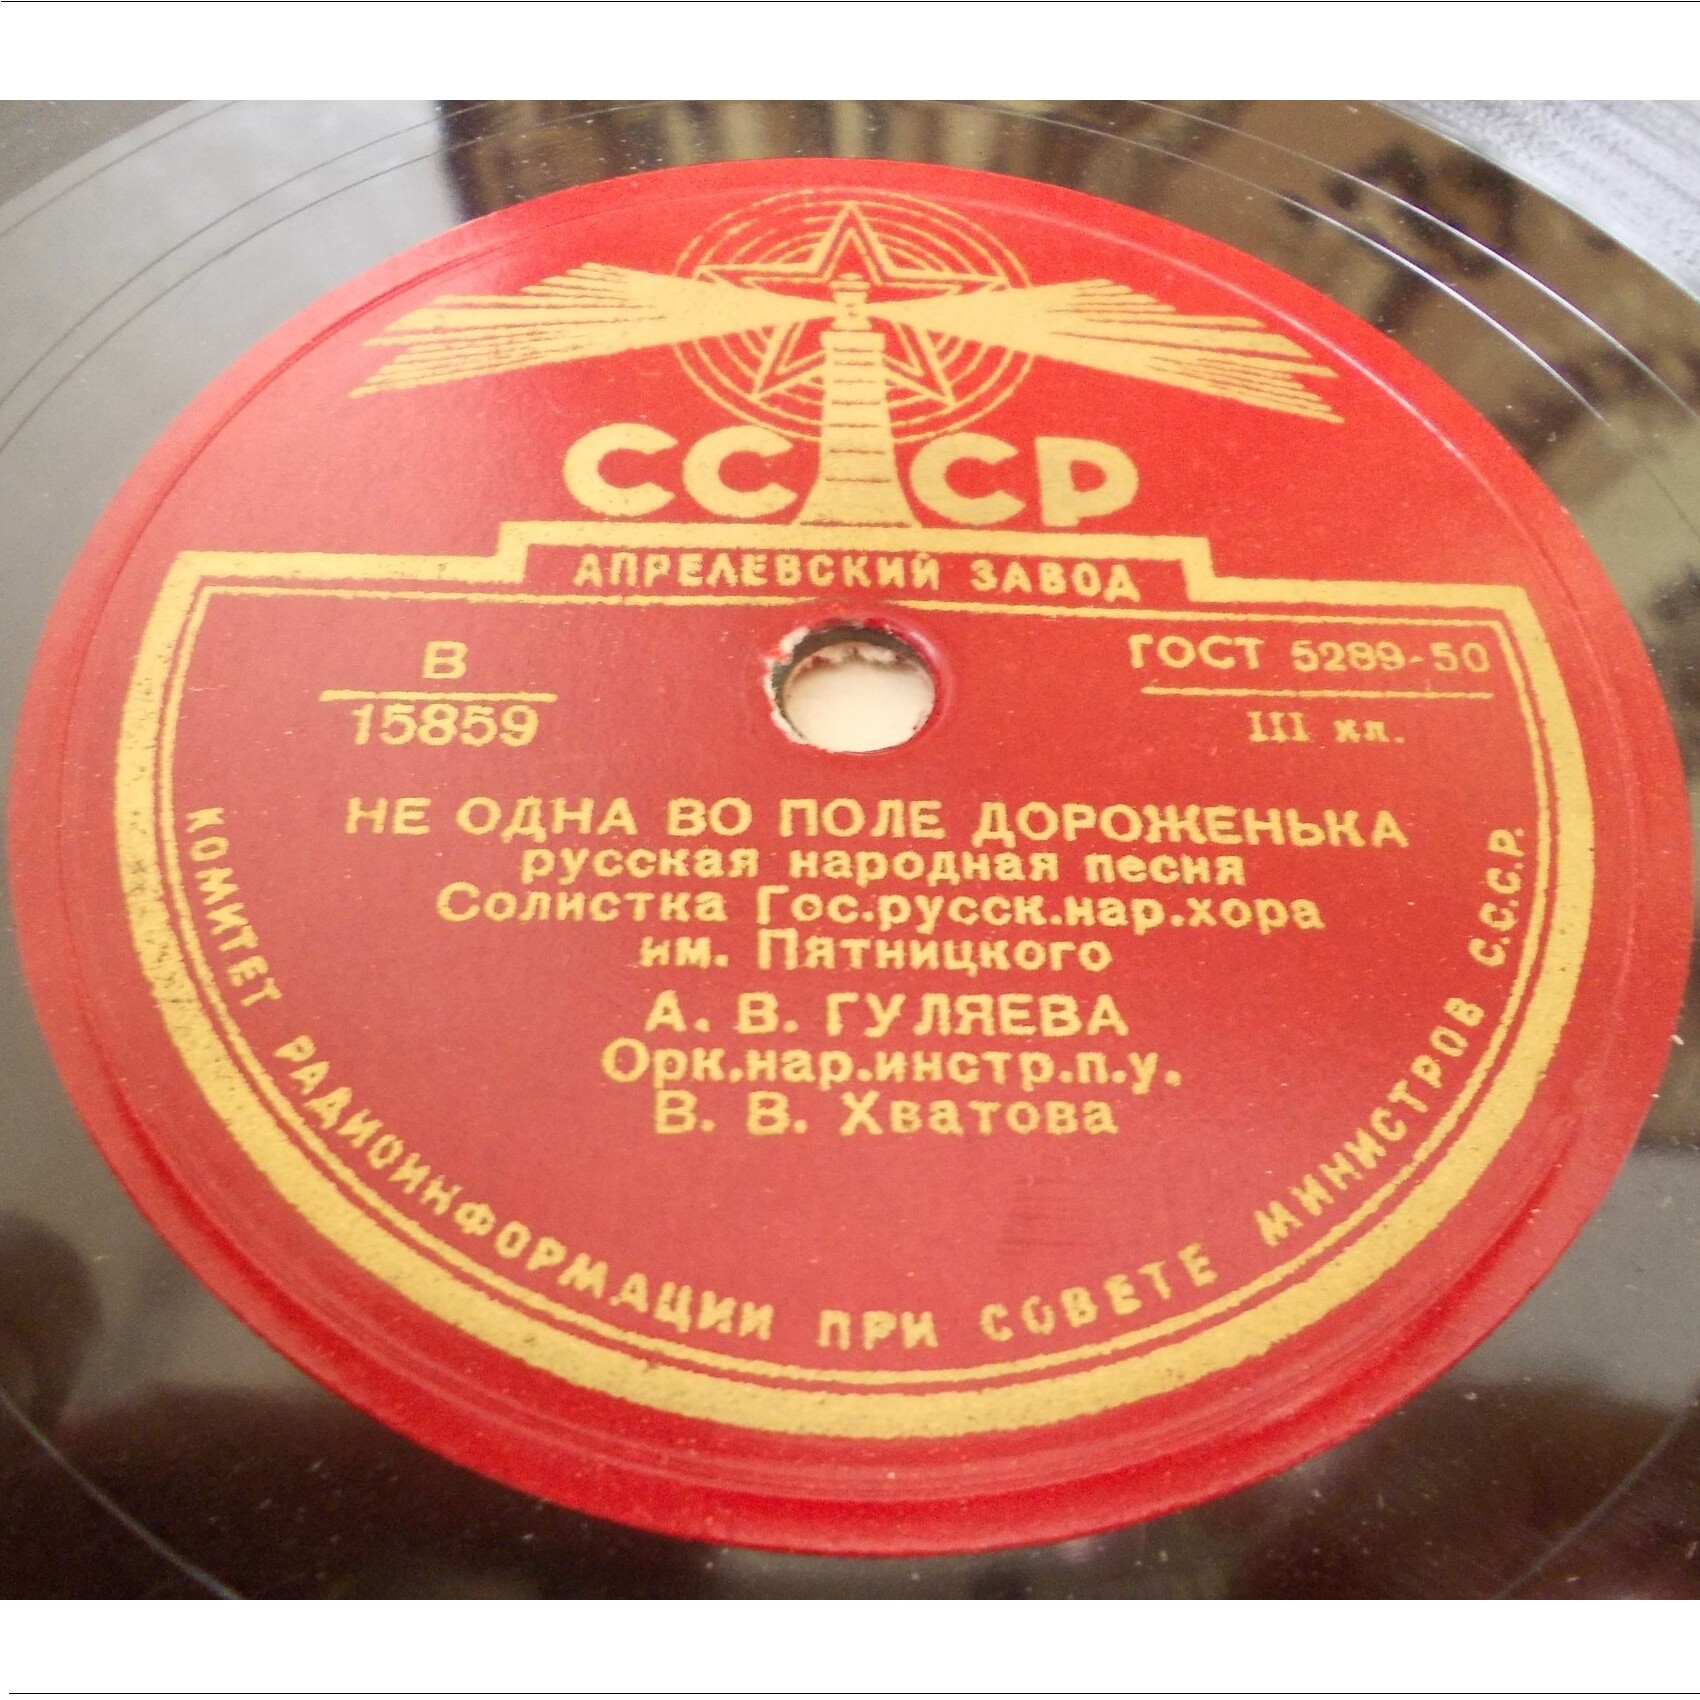 СССР
АПРЕЛЕВСКИЙ ЗАВОД
В
15859
ГОСТ 5289-50
III кл.
НЕ ОДНА ВО ПОЛЕ ДОРОЖЕНЬКА
русская народная песня
Солистка Гос.русск.нар.хора
им. Пятницкого
А. В. ГУЛЯЕВА
Орк.нар.инстр.п.у.
В. В. Хватова
КОМИТЕТ РАДИОИНФОРМАЦИИ ПРИ СОВЕТЕ МИНИСТРОВ С.С.С.Р.